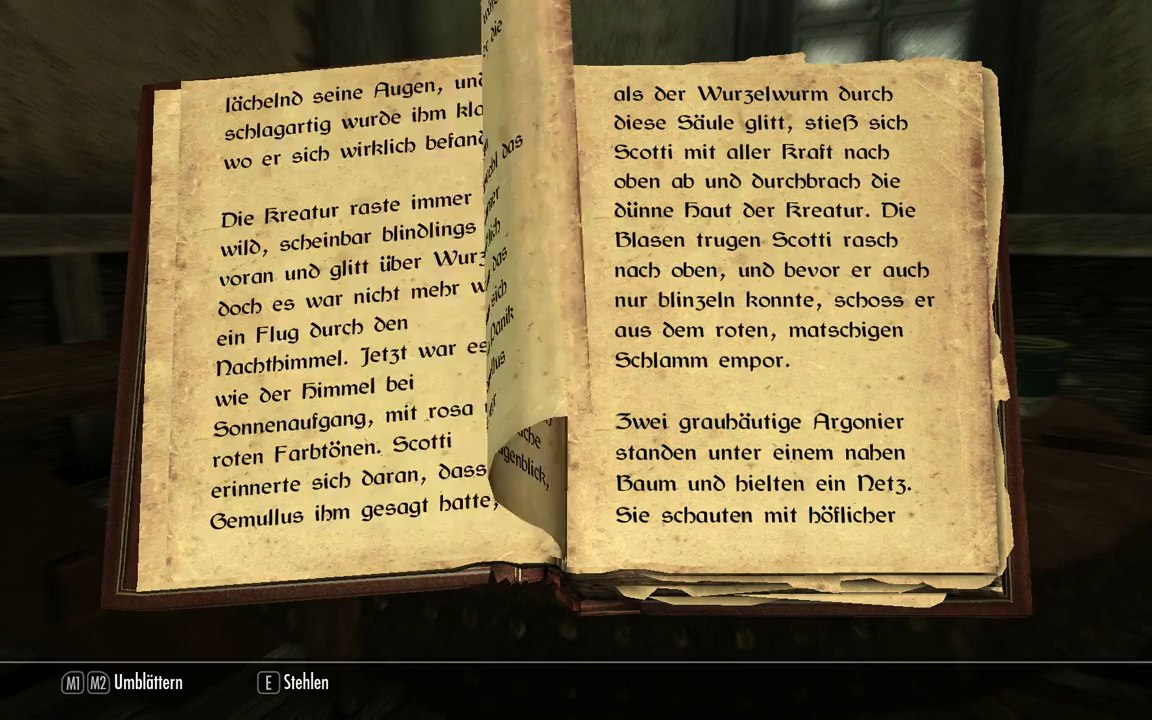 lächelnd seine Augen, und
schlagartig wurde ihm
wo er sich wirklich befand
Die Kreatur raste immer
wild, scheinbar blindlings
voran und glitt über
doch es war nicht mehr
ein Flug durch den
Nachthimmel. Jetzt war es
wie der Himmel bei
Sonnenaufgang, mit rosa
roten Farbtönen. Scotti
erinnerte sich daran, dass
Gemullus ihm gesagt hatte,
das
das
sich
Panik
als der Wurzelwurm durch
diese Säule glitt, stieß sich
Scotti mit aller Kraft nach
oben ab und durchbrach die
dünne Haut der Kreatur. Die
Blasen trugen Scotti rasch
nach oben, und bevor er auch
nur blinzeln konnte, schoss er
aus dem roten, matschigen
Schlamm empor.
Zwei grauhäutige Argonier
standen unter einem nahen
Baum und hielten ein Netz.
Sie schauten mit höflicher
M1 M2 Umblättern
E Stehlen